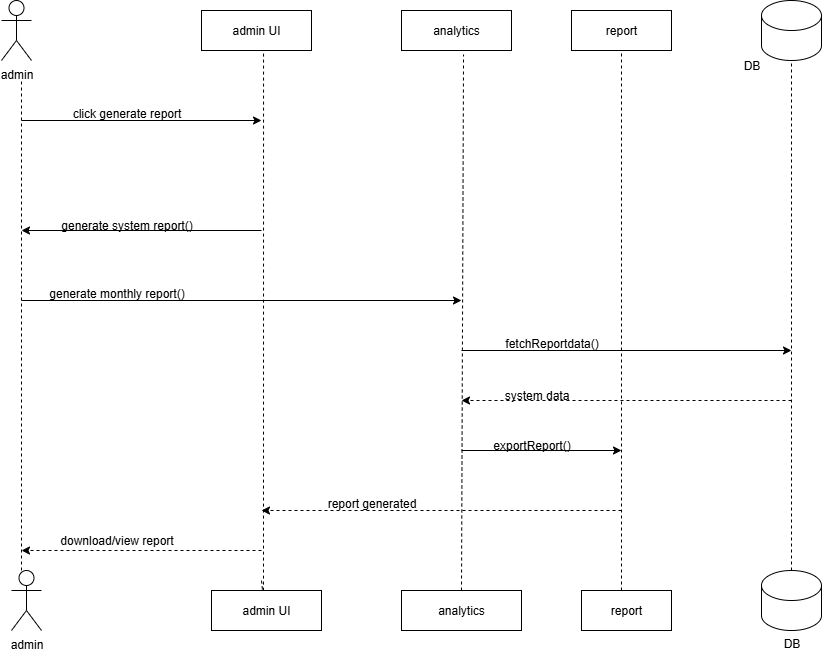 admin UI
analytics
report
DB
admin
click generate report
generate system report()
generate monthly report()
fetchReportdata()
system data
exportReport()
report generated
download/view report
admin UI
analytics
report
admin
DB